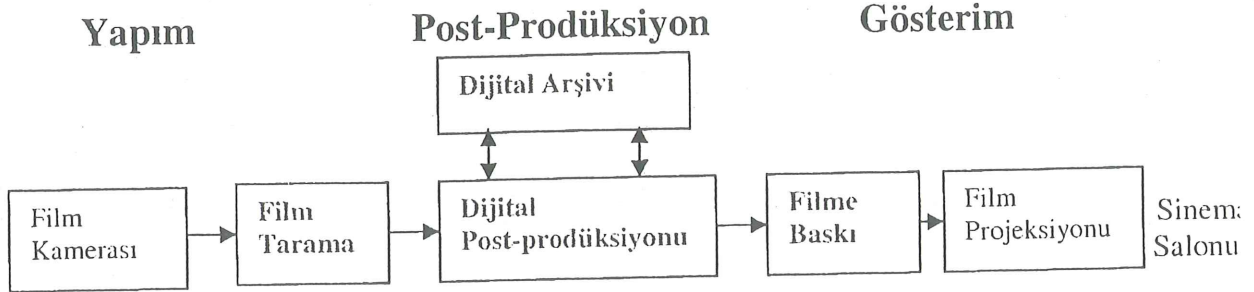 Yapım
Post-Prodüksiyon
Gösterim
Dijital Arşivi
Film
Kamerası
Film
Tarama
Dijital
Post-prodüksiyonu
Filme
Baskı
Film
Projeksiyonu
Salonu